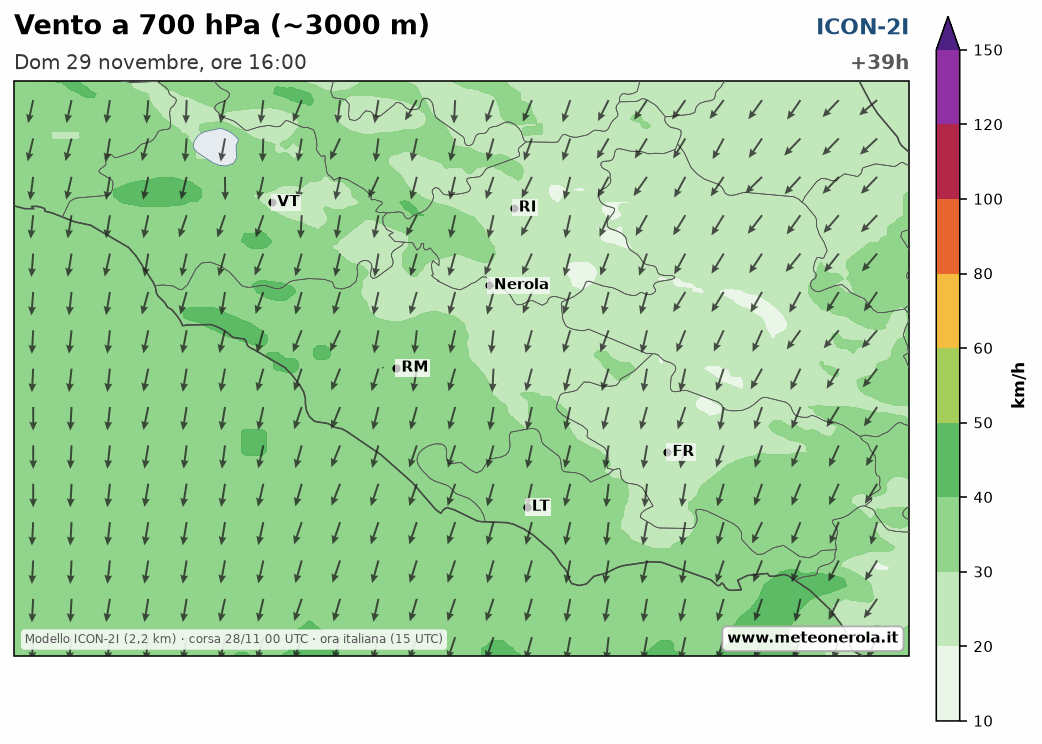 Vento a 700 hPa (~3000 m)
ICON-2I
Dom 29 novembre, ore 16:00
+39h
150
120
100
80
60
50
40
30
20
10
km/h
VT
RI
Nerola
RM
FR
LT
Modello ICON-2I (2,2 km) · corsa 28/11 00 UTC · ora italiana (15 UTC)
www.meteonerola.it